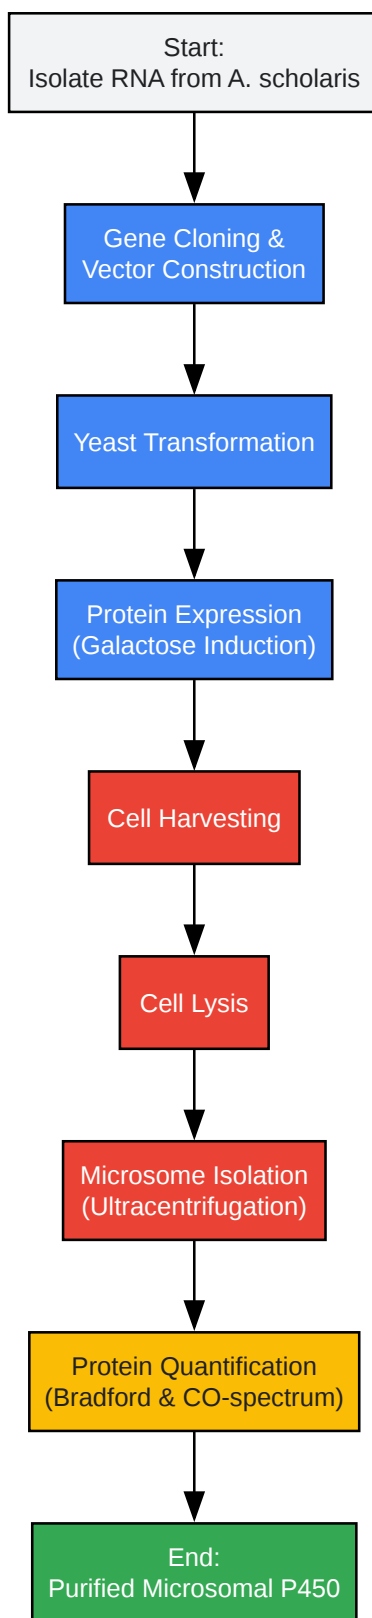 Start:
Isolate RNA from A. scholaris
Gene Cloning &
Vector Construction
Yeast Transformation
Protein Expression
(Galactose Induction)
Cell Harvesting
Cell Lysis
Microsome Isolation
(Ultracentrifugation)
Protein Quantification
(Bradford & CO-spectrum)
End:
Purified Microsomal P450